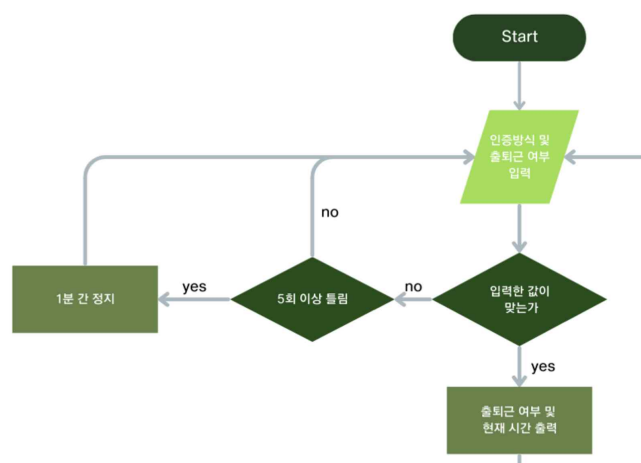 Start
인증방식 및
출퇴근 여부
입력
no
1분 간 정지
yes
5회 이상 틀림
no
입력한 값이
맞는가
yes
출퇴근 여부 및
현재 시간 출력